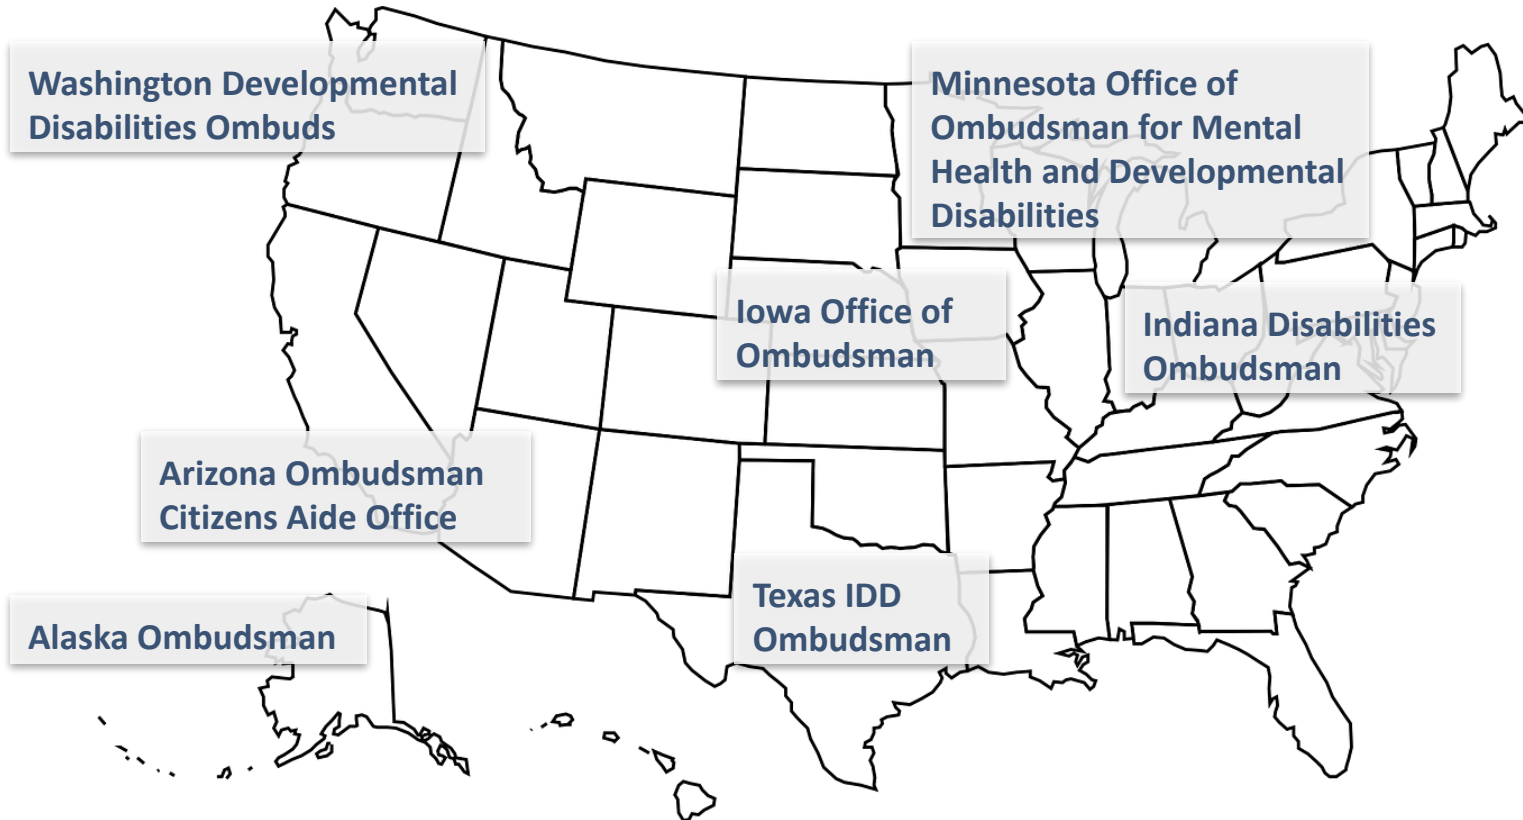 Washington Developmental
Disabilities Ombuds
Minnesota Office of
Ombudsman for Mental
Health and Developmental
Disabilities
Iowa Office of
Ombudsman
Indiana Disabilities
Ombudsman
Arizona Ombudsman
Citizens Aide Office
Texas IDD
Ombudsman
Alaska Ombudsman